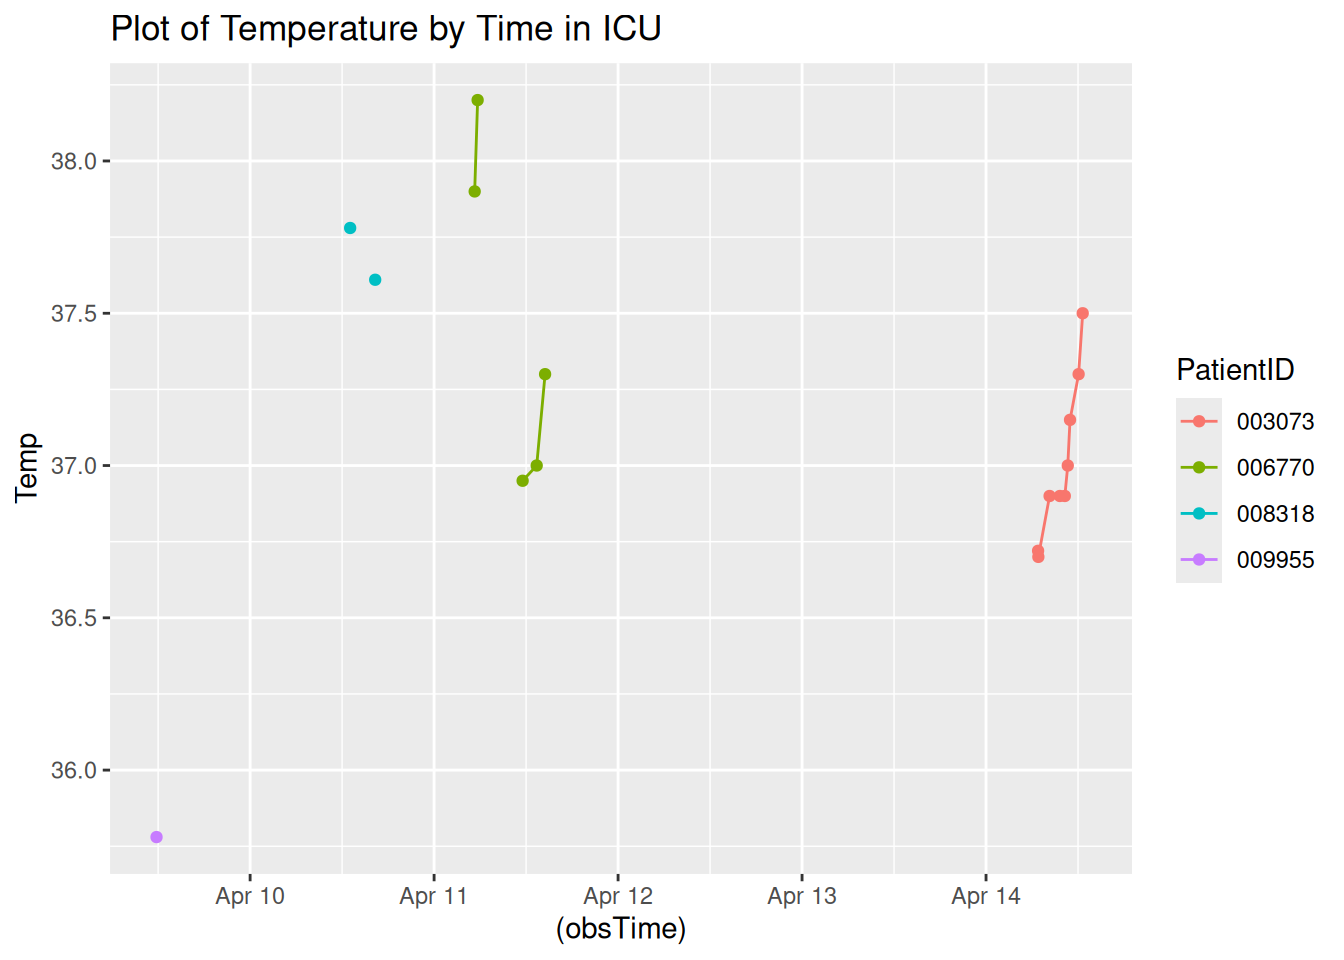 Plot of Temperature by Time in ICU
38.0
37.5
37.0
36.5
36.0
Temp
Apr 10
Apr 11
Apr 12
Apr 13
Apr 14
(obsTime)
PatientID
003073
006770
008318
009955